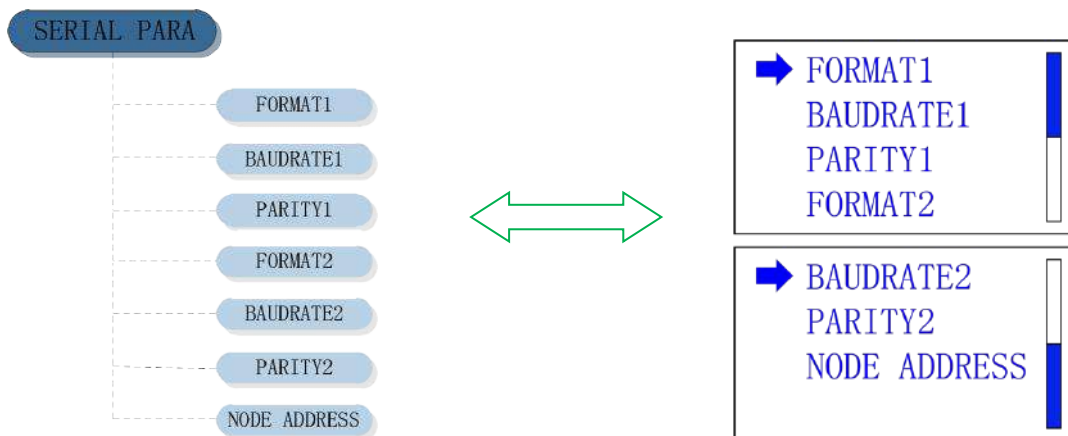 SERIAL PARA
FORMAT1
BAUDRATE1
PARITY1
FORMAT2
BAUDRATE2
PARITY2
NODE ADDRESS
FORMAT1
BAUDRATE1
PARITY1
FORMAT2
BAUDRATE2
PARITY2
NODE ADDRESS